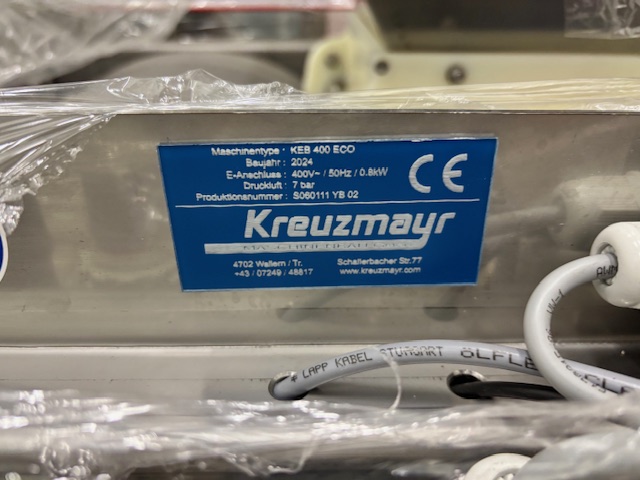 Maschinentype : KEB 400 ECO
Baujahr : 2024
E-Anschluss : 400V~ / 50Hz / 0.8kW
Druckluft : 7 bar
Produktionsnummer : S060111 YB 02
CE
Kreuzmayr
4702 Wallern / Tr. Schallerbacher Str.77
+43 / 07249 / 48817 www.kreuzmayr.com
LAPP KABEL STUTTGART ÖLFLE